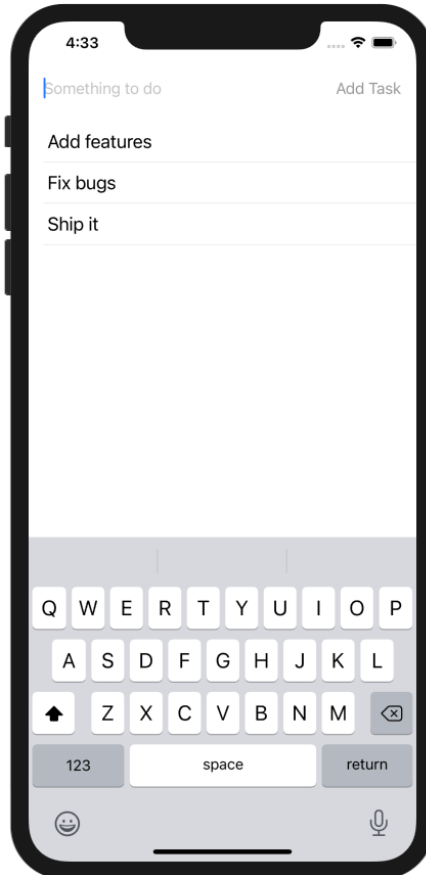 4:33
Something to do Add Task
Add features
Fix bugs
Ship it
Q W E R T Y U I O P
A S D F G H J K L
Z X C V B N M
123 space return